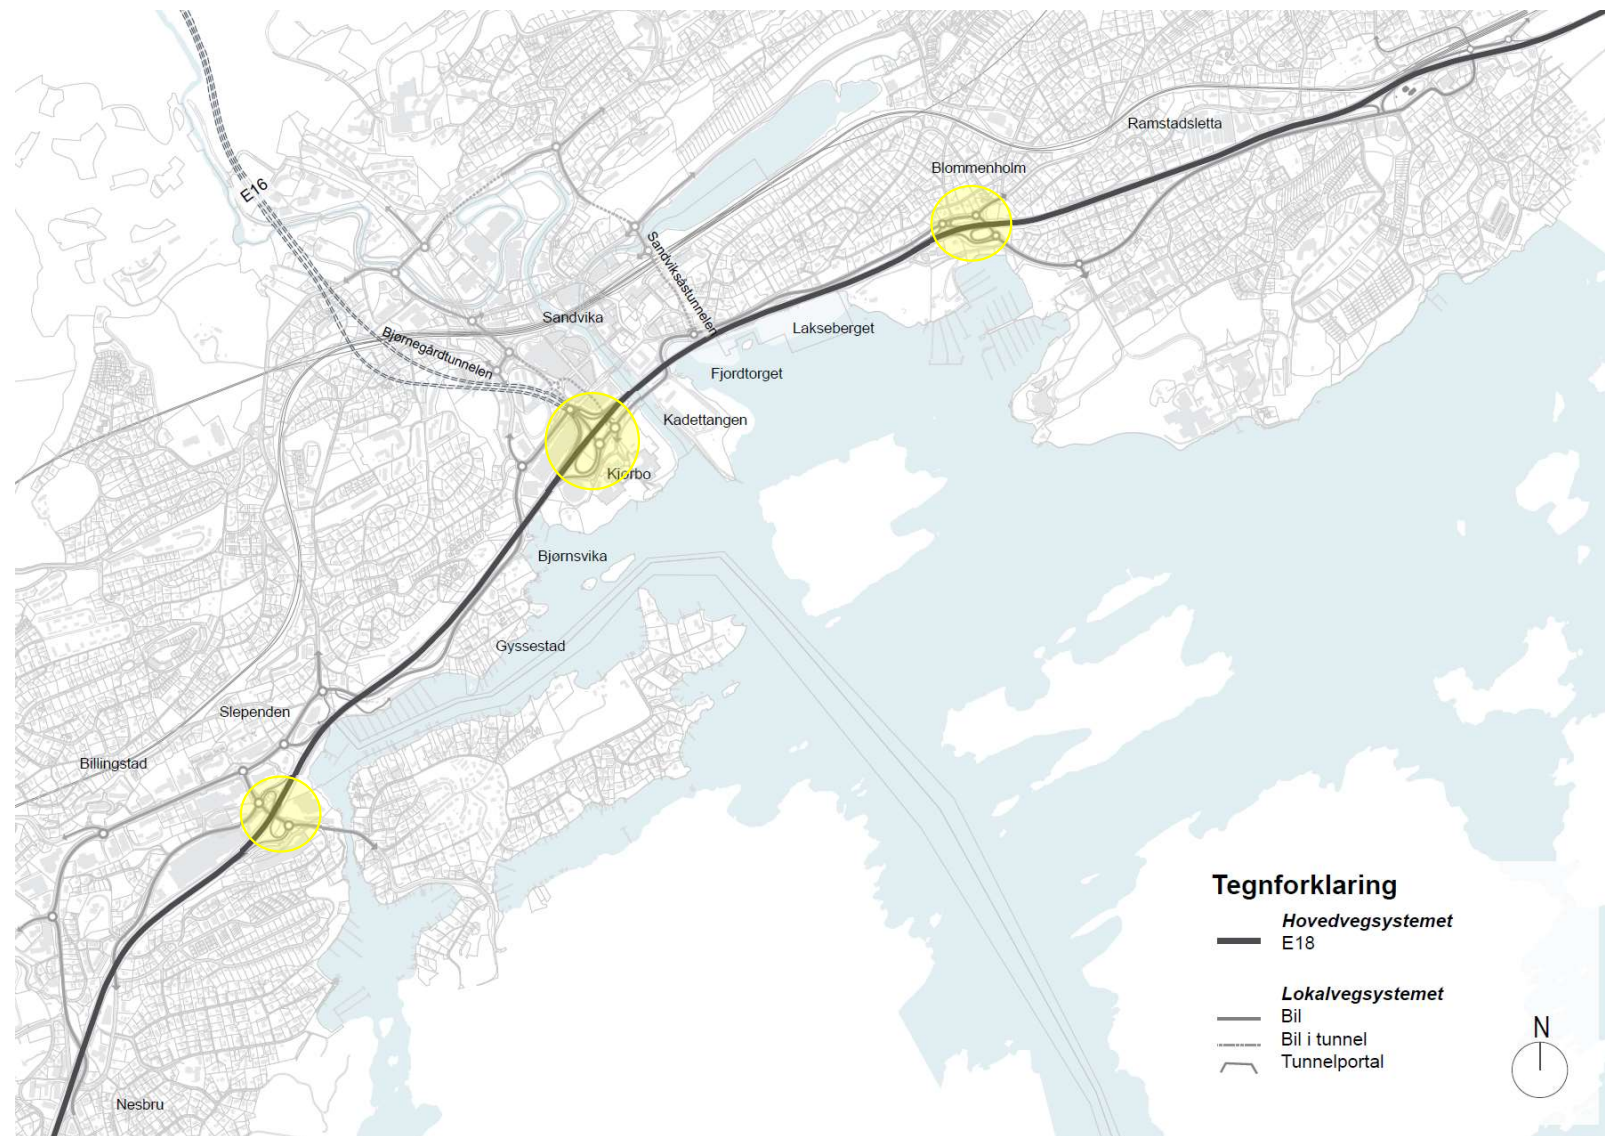 Ramstadsletta
Blommenholm
E16
Sandviksåstunnelen
Sandvika
Lakseberget
Bjørnegårdtunnelen
Fjordtorget
Kadettangen
Kjørbo
Bjørnsvika
Gyssestad
Slependen
Billingstad
Nesbru
Tegnforklaring
Hovedvegsystemet
E18
Lokalvegsystemet
Bil
Bil i tunnel
Tunnelportal
N